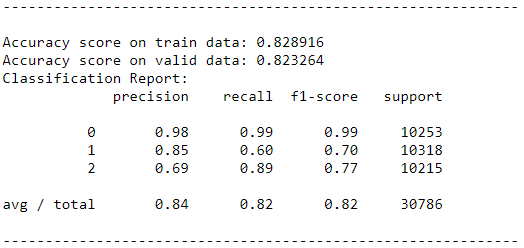 Accuracy score on train data: 0.828916
Accuracy score on valid data: 0.823264
Classification Report:
precision recall f1-score support
0 0.98 0.99 0.99 10253
1 0.85 0.60 0.70 10318
2 0.69 0.89 0.77 10215
avg / total 0.84 0.82 0.82 30786